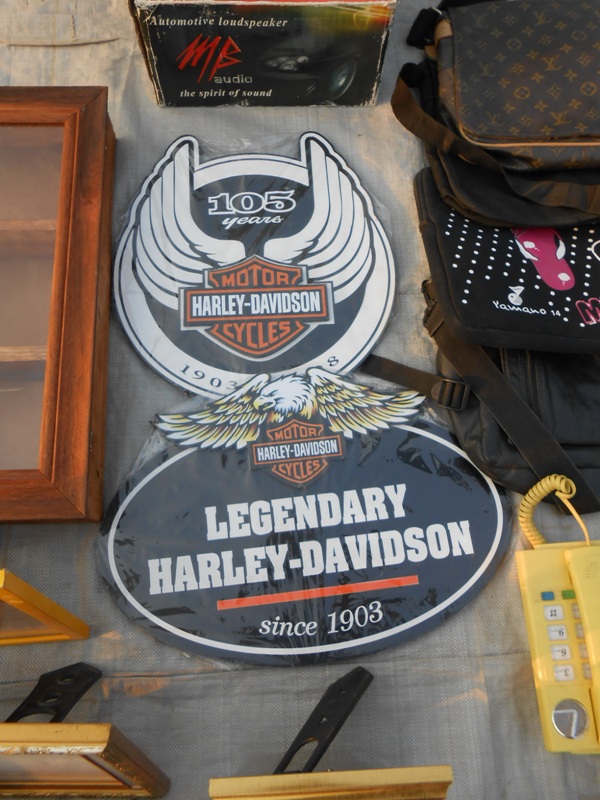 Automotive loudspeaker
MB
audio
the spirit of sound
105
years
MOTOR
HARLEY-DAVIDSON
CYCLES
1903
8
MOTOR
HARLEY-DAVIDSON
CYCLES
LEGENDARY
HARLEY-DAVIDSON
since 1903
Yamano 14